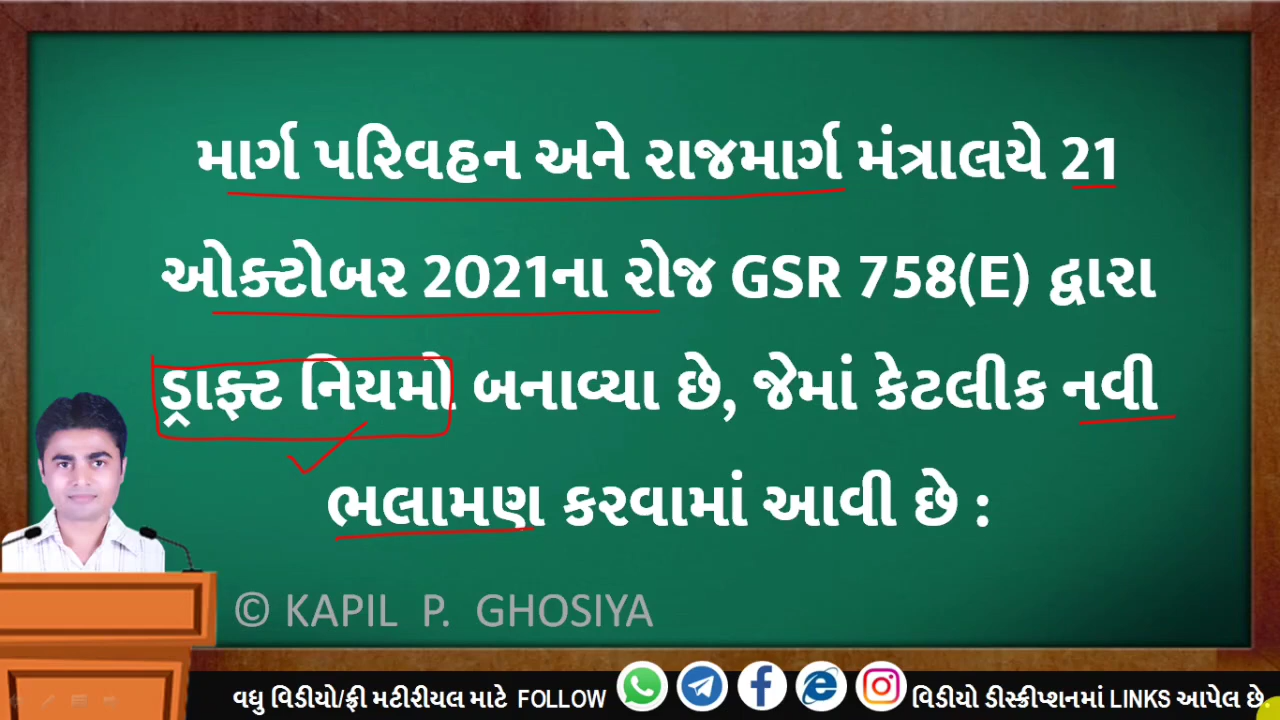 માર્ગ પરિવહન અને રાજમાર્ગ મંત્રાલયે 21
ઓક્ટોબર 2021ના રોજ GSR 758(E) દ્વારા
ડ્રાફ્ટ નિયમો બનાવ્યા છે, જેમાં કેટલીક નવી
ભલામણ કરવામાં આવી છે :
© KAPIL P. GHOSIYA
વધુ વિડીયો/ફ્રી મટીરીયલ માટે FOLLOW વિડીયો ડીસ્ક્રીપ્શનમાં LINKS આપેલ છે.